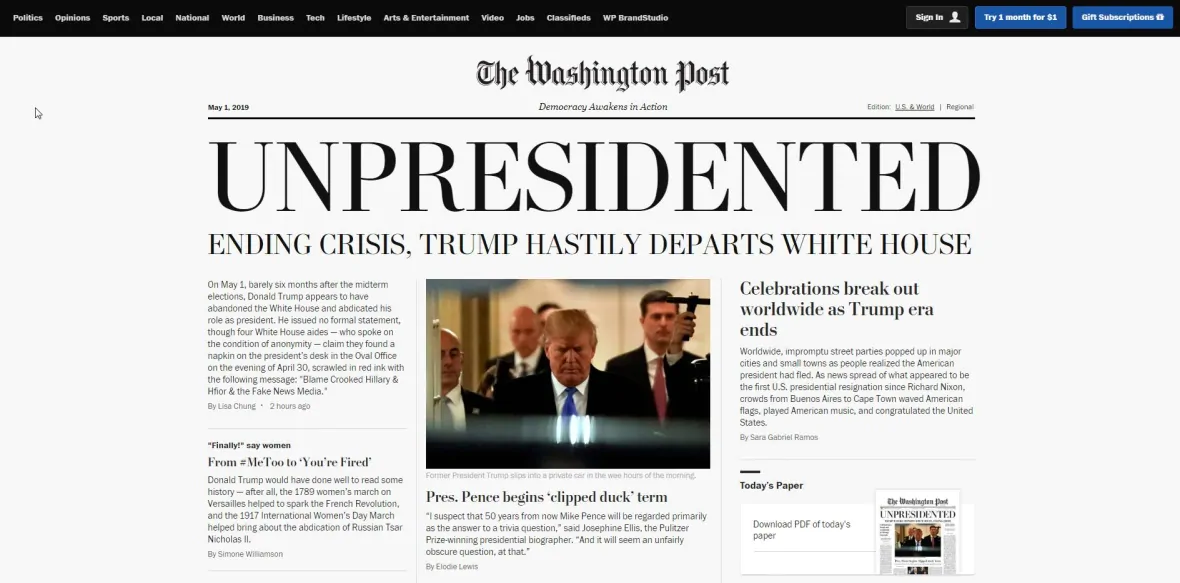 Politics Opinions Sports Local National World Business Tech Lifestyle Arts & Entertainment Video Jobs Classifieds WP BrandStudio Sign In Try 1 month for $1 Gift Subscriptions
The Washington Post
May 1, 2019 Democracy Awakens in Action Edition: U.S. & World | Regional
UNPRESIDENTED
ENDING CRISIS, TRUMP HASTILY DEPARTS WHITE HOUSE
On May 1, barely six months after the midterm
elections, Donald Trump appears to have
abandoned the White House and abdicated his
role as president. He issued no formal statement,
though four White House aides — who spoke on
the condition of anonymity — claim they found a
napkin on the president's desk in the Oval Office
on the evening of April 30, scrawled in red ink with
the following message: "Blame Crooked Hillary &
Hfior & the Fake News Media."
By Lisa Chung • 2 hours ago
"Finally!" say women
From #MeToo to ‘You’re Fired’
Donald Trump would have done well to read some
history — after all, the 1789 women's march on
Versailles helped to spark the French Revolution,
and the 1917 International Women's Day March
helped bring about the abdication of Russian Tsar
Nicholas II.
By Simone Williamson
Former President Trump slips into a private car in the wee hours of the morning.
Pres. Pence begins ‘clipped duck’ term
"I suspect that 50 years from now Mike Pence will be regarded primarily
as the answer to a trivia question," said Josephine Ellis, the Pulitzer
Prize-winning presidential biographer. "And it will seem an unfairly
obscure question, at that."
By Elodie Lewis
Celebrations break out
worldwide as Trump era
ends
Worldwide, impromptu street parties popped up in major
cities and small towns as people realized the American
president had fled. As news spread of what appeared to be
the first U.S. presidential resignation since Richard Nixon,
crowds from Buenos Aires to Cape Town waved American
flags, played American music, and congratulated the United
States.
By Sara Gabriel Ramos
Today's Paper
Download PDF of today's
paper
The Washington Post
UNPRESIDENTED